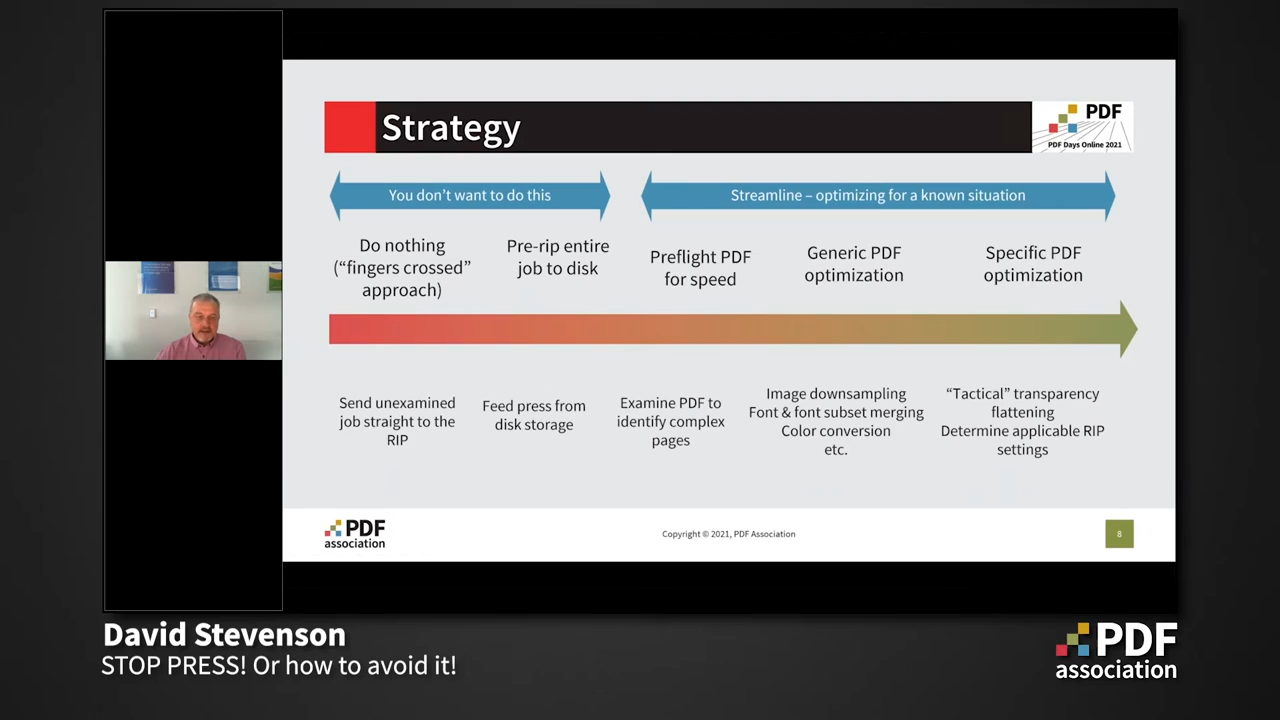 Strategy
PDF
PDF Days Online 2021
You don't want to do this
Streamline – optimizing for a known situation
Do nothing
(“fingers crossed”
approach)
Pre-rip entire
job to disk
Preflight PDF
for speed
Generic PDF
optimization
Specific PDF
optimization
Send unexamined
job straight to the
RIP
Feed press from
disk storage
Examine PDF to
identify complex
pages
Image downsampling
Font & font subset merging
Color conversion
etc.
“Tactical” transparency
flattening
Determine applicable RIP
settings
PDF
association
Copyright © 2021, PDF Association
8
David Stevenson
STOP PRESS! Or how to avoid it!
PDF
association